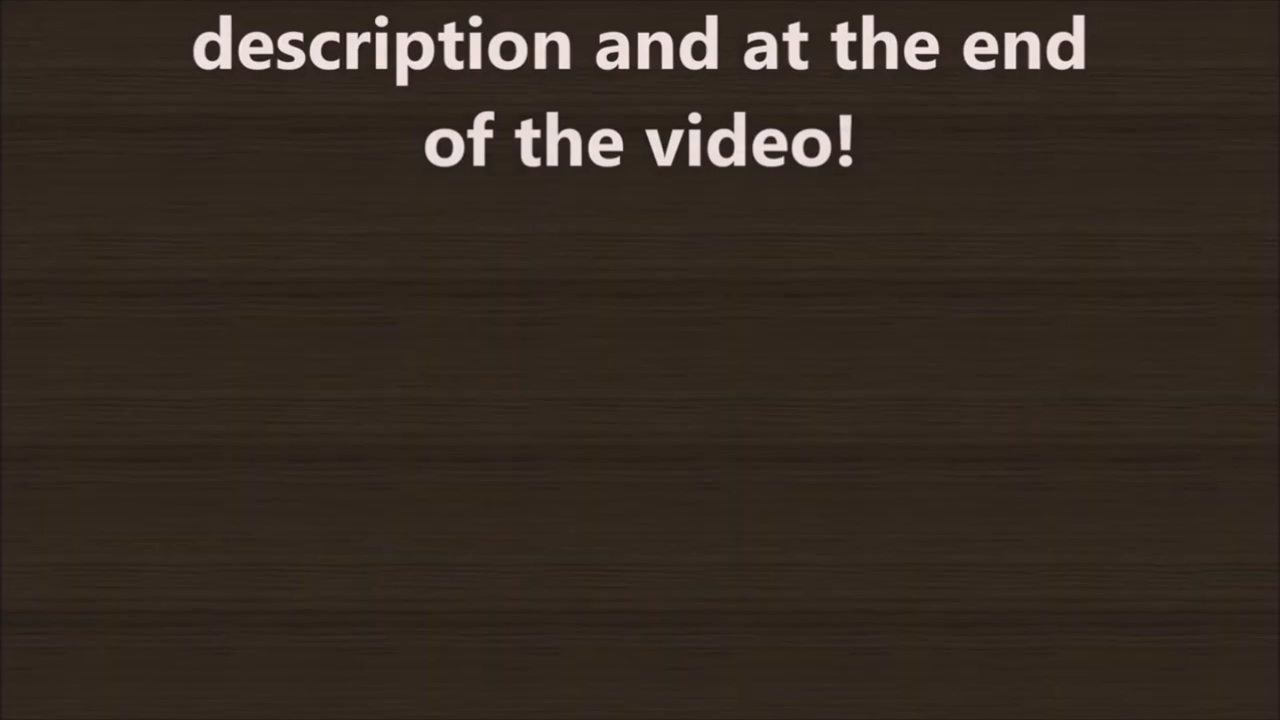 description and at the end
of the video!